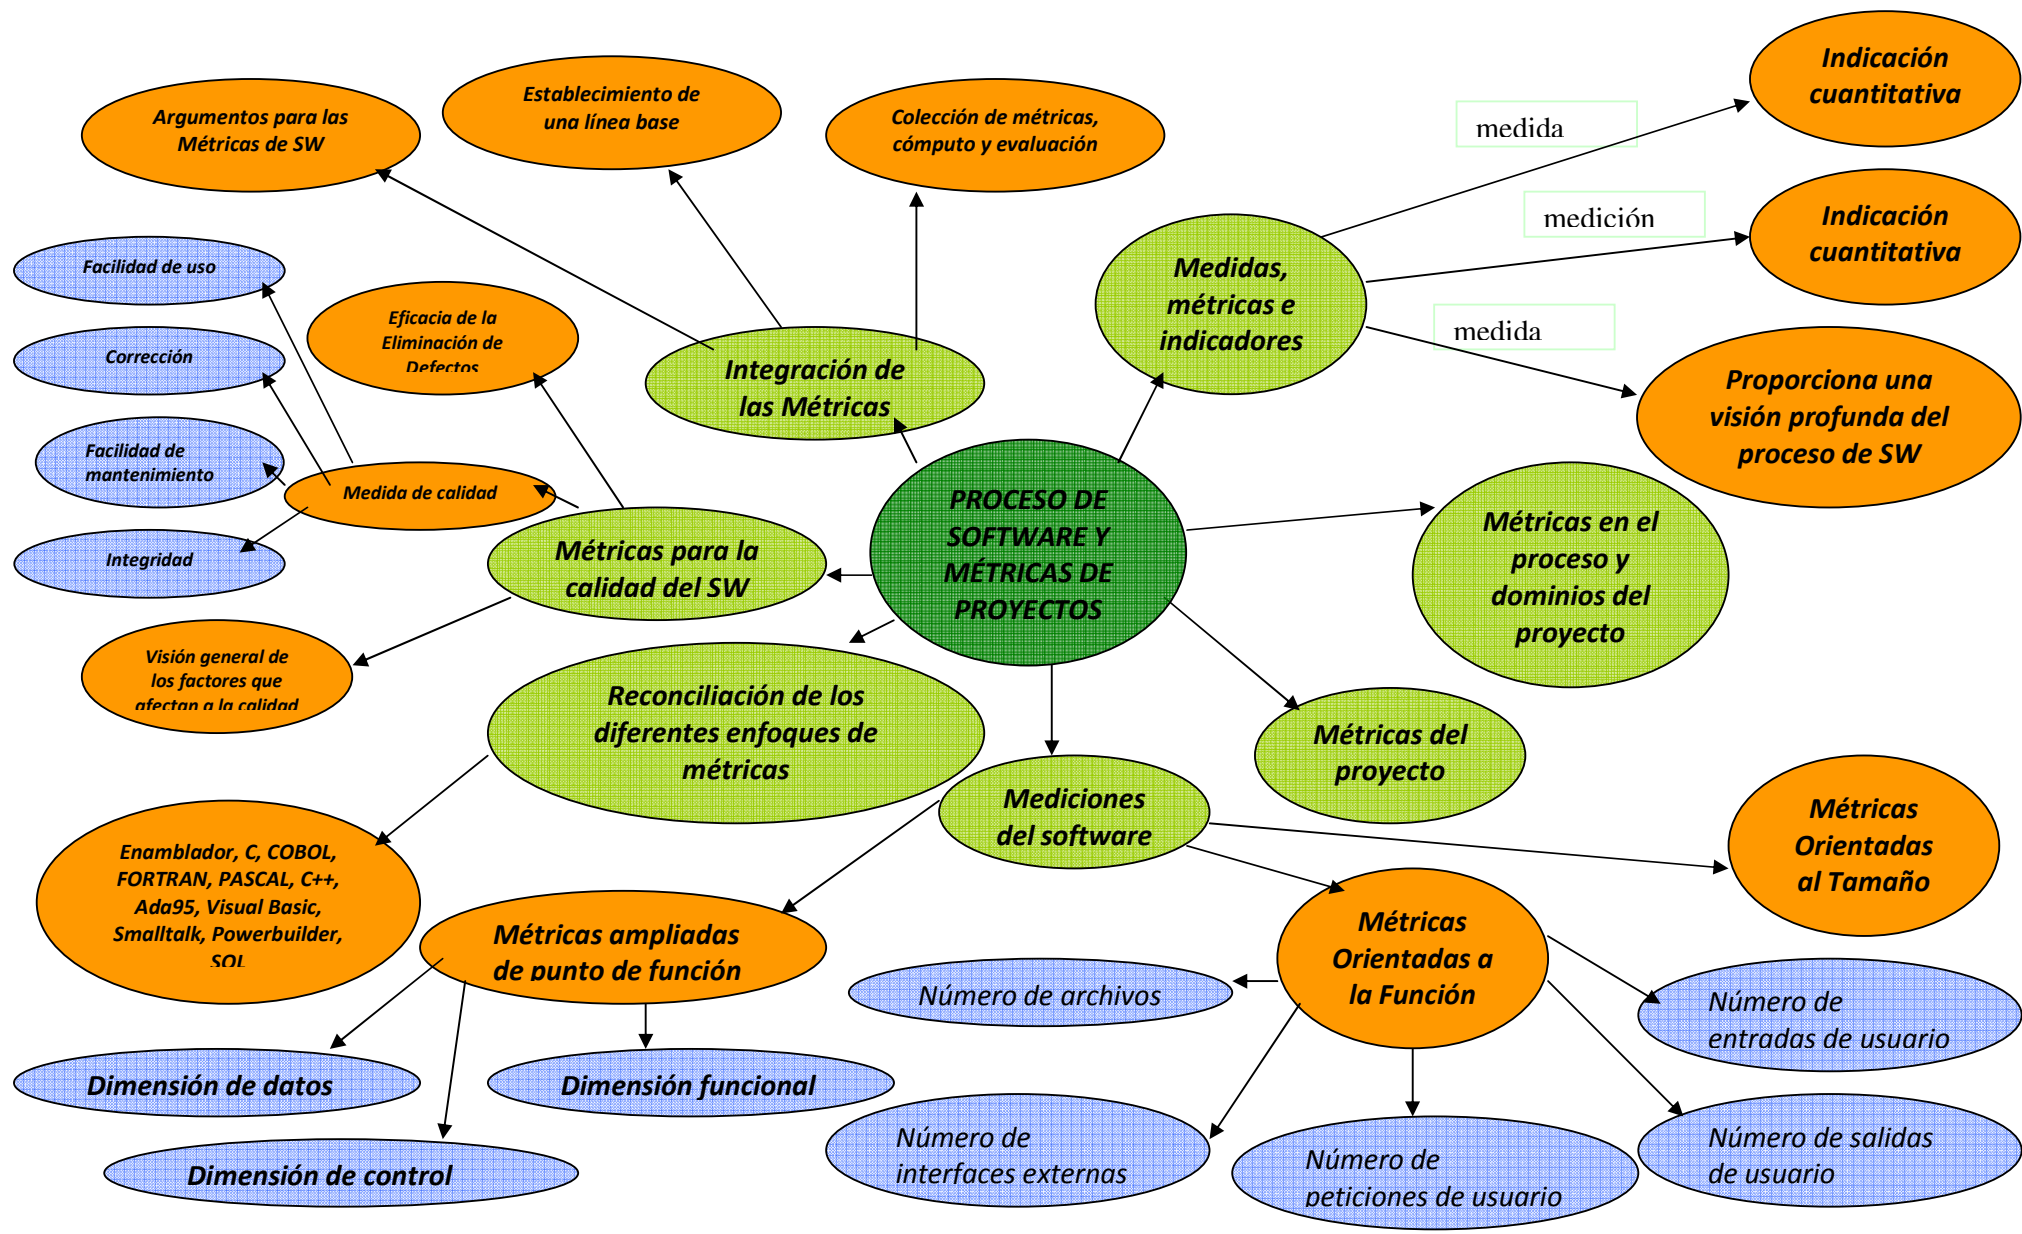 Indicación
cuantitativa
Establecimiento de
una línea base
Argumentos para las
Métricas de SW
Colección de métricas,
cómputo y evaluación
medida
medición
Indicación
cuantitativa
Facilidad de uso
Medidas,
métricas e
indicadores
Eficacia de la
Eliminación de
Defectos
medida
Corrección
Integración de
las Métricas
Proporciona una
visión profunda del
proceso de SW
Facilidad de
mantenimiento
Medida de calidad
PROCESO DE
SOFTWARE Y
MÉTRICAS DE
PROYECTOS
Métricas en el
proceso y
dominios del
proyecto
Integridad
Métricas para la
calidad del SW
Visión general de
los factores que
afectan a la calidad
Reconciliación de los
diferentes enfoques de
métricas
Métricas del
proyecto
Mediciones
del software
Métricas
Orientadas
al Tamaño
Enamblador, C, COBOL,
FORTRAN, PASCAL, C++,
Ada95, Visual Basic,
Smalltalk, Powerbuilder,
SQL
Métricas ampliadas
de punto de función
Métricas
Orientadas a
la Función
Número de archivos
Número de
entradas de usuario
Dimensión de datos
Dimensión funcional
Dimensión de control
Número de
interfaces externas
Número de
peticiones de usuario
Número de salidas
de usuario